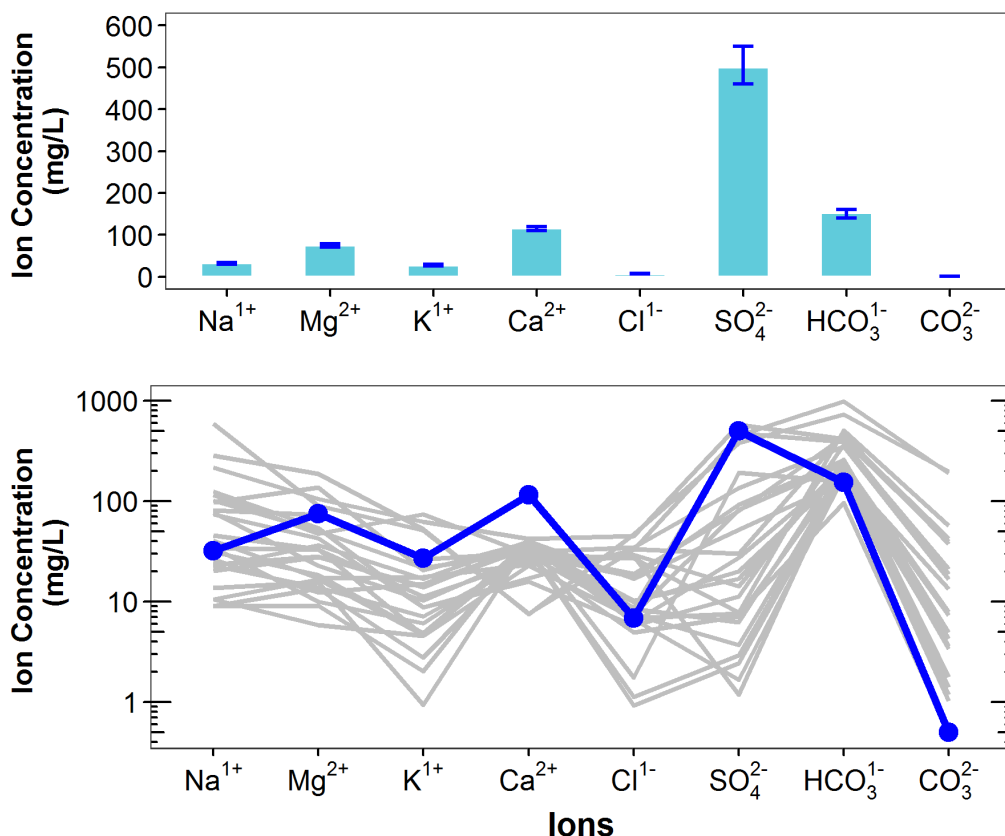 Ion Concentration
(mg/L)
600
500
400
300
200
100
0
Na¹⁺ Mg²⁺ K¹⁺ Ca²⁺ Cl¹⁻ SO₄²⁻ HCO₃¹⁻ CO₃²⁻
Ion Concentration
(mg/L)
1000
100
10
1
Na¹⁺ Mg²⁺ K¹⁺ Ca²⁺ Cl¹⁻ SO₄²⁻ HCO₃¹⁻ CO₃²⁻
Ions